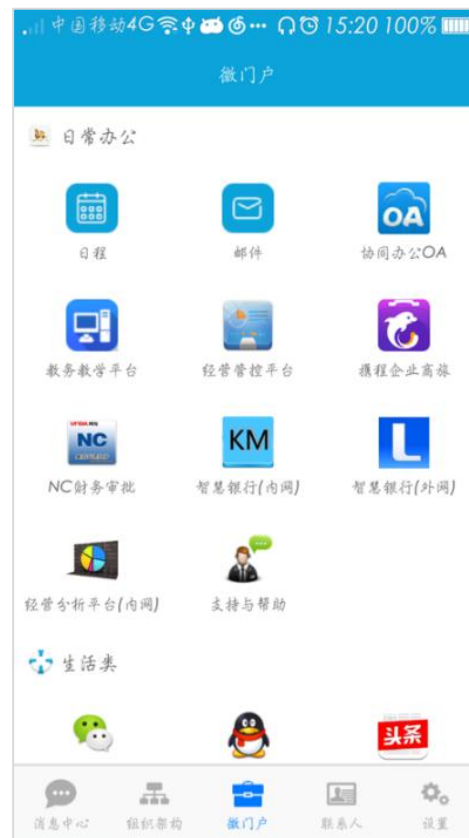 中国移动4G 15:20 100%
微门户
日常办公
OA
日程 邮件 协同办公OA
教务教学平台 经营管控平台 携程企业商旅
NC KM L
NC财务审批 智慧银行(内网) 智慧银行(外网)
经营分析平台(内网) 支持与帮助
生活类
头条
消息中心 组织架构 微门户 联系人 设置